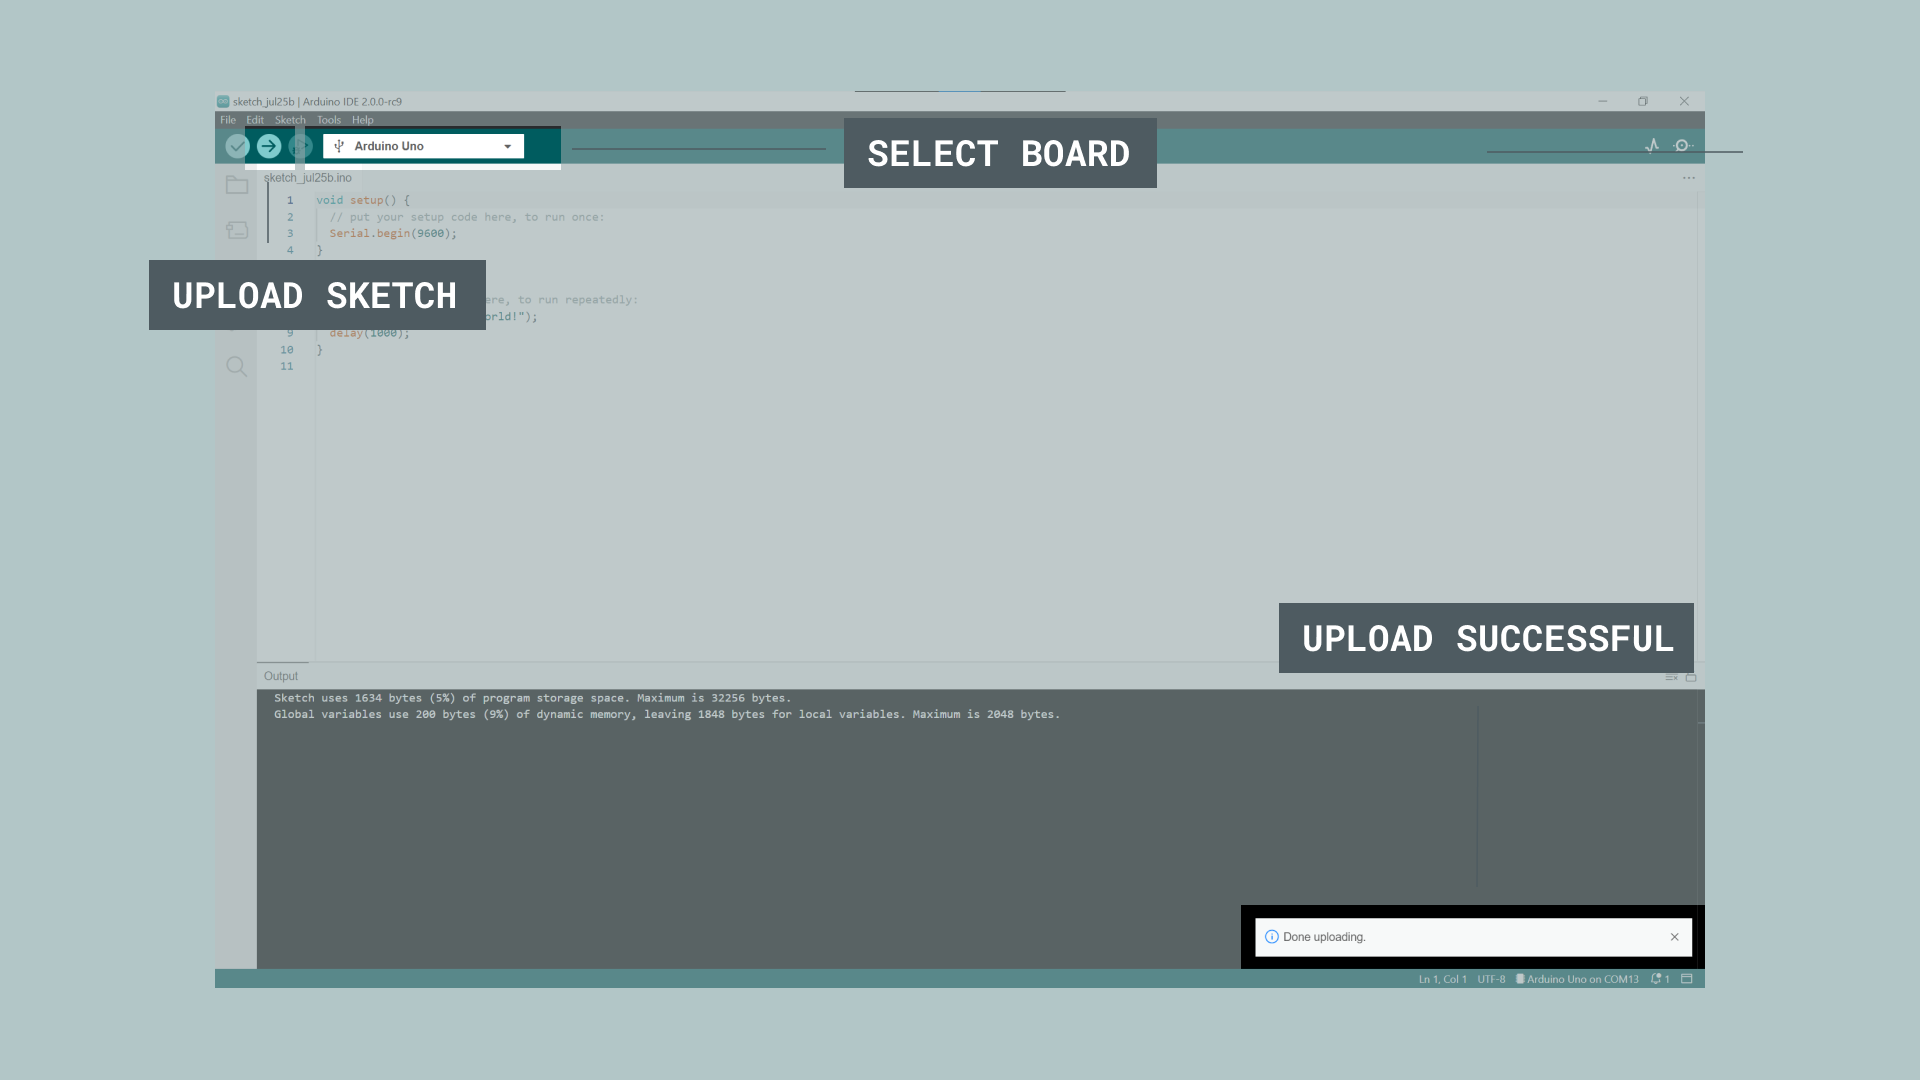 sketch_jul25b | Arduino IDE 2.0.0-rc9
File Edit Sketch Tools Help
Arduino Uno
SELECT BOARD
sketch_jul25b.ino
1 void setup() {
2 // put your setup code here, to run once:
3 Serial.begin(9600);
4 }
UPLOAD SKETCH
ere, to run repeatedly:
orld!");
9 delay(1000);
10 }
11
UPLOAD SUCCESSFUL
Output
Sketch uses 1634 bytes (5%) of program storage space. Maximum is 32256 bytes.
Global variables use 200 bytes (9%) of dynamic memory, leaving 1848 bytes for local variables. Maximum is 2048 bytes.
Done uploading.
Ln 1, Col 1 UTF-8 Arduino Uno on COM13 1